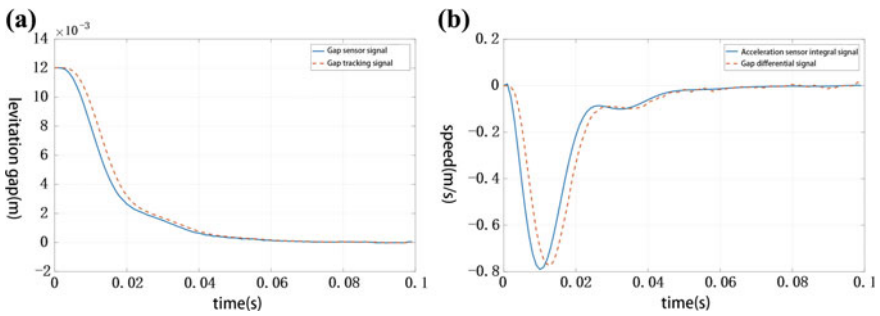 (a)
×10⁻³
14
12
10
8
6
4
2
0
−2
levitation gap(m)
0
0. 02
0. 04
0. 06
0. 08
0. 1
time(s)
Gap sensor signal
Gap tracking signal
(b)
0. 2
0
-0. 2
-0. 4
-0. 6
-0. 8
speed(m/s)
0
0. 02
0. 04
0. 06
0. 08
0. 1
time(s)
Acceleration sensor integral signal
Gap differential signal